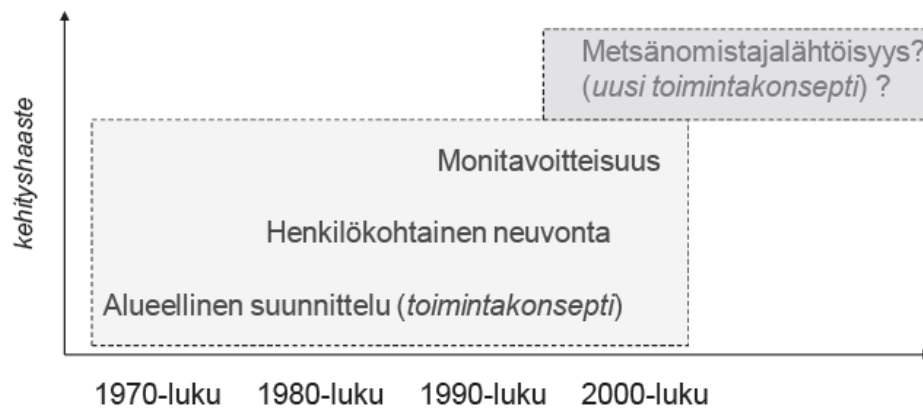 Metsänomistajalähtöisyys?
(uusi toimintakonsepti) ?
Monitavoitteisuus
Henkilökohtainen neuvonta
Alueellinen suunnittelu (toimintakonsepti)
kehityshaaste
1970-luku 1980-luku 1990-luku 2000-luku